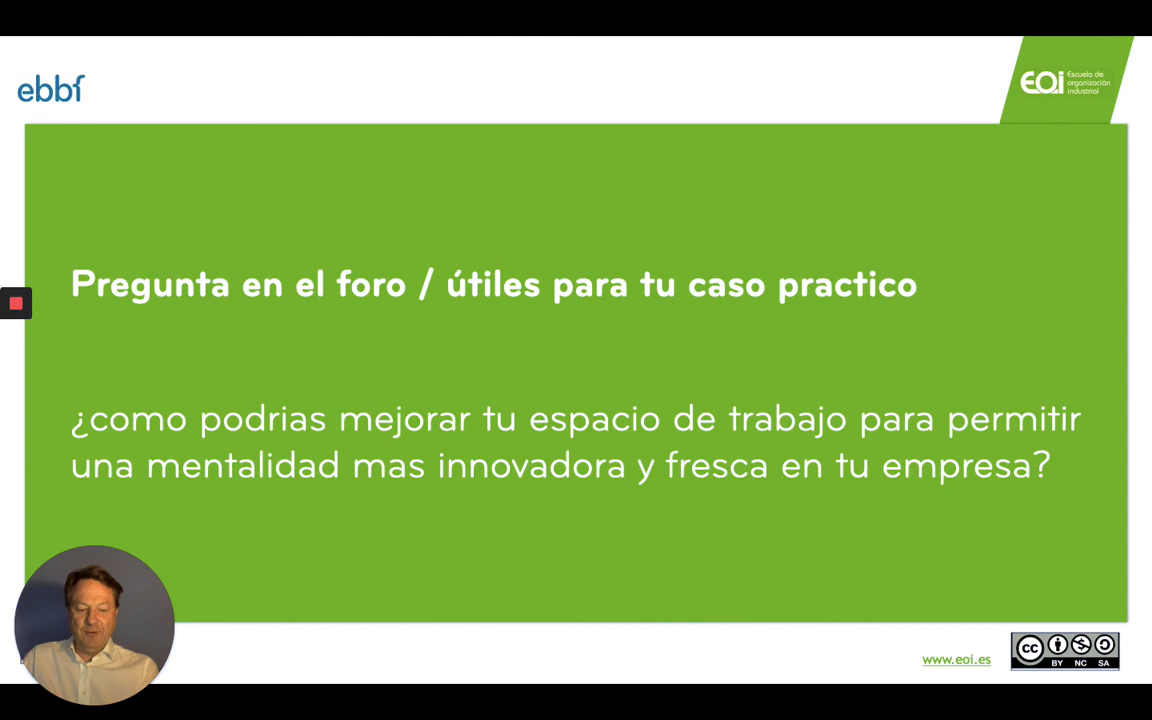 ebbf
EOi Escuela de
organización
industrial
Pregunta en el foro / útiles para tu caso practico
¿como podrias mejorar tu espacio de trabajo para permitir
una mentalidad mas innovadora y fresca en tu empresa?
www.eoi.es
cc
BY NC SA